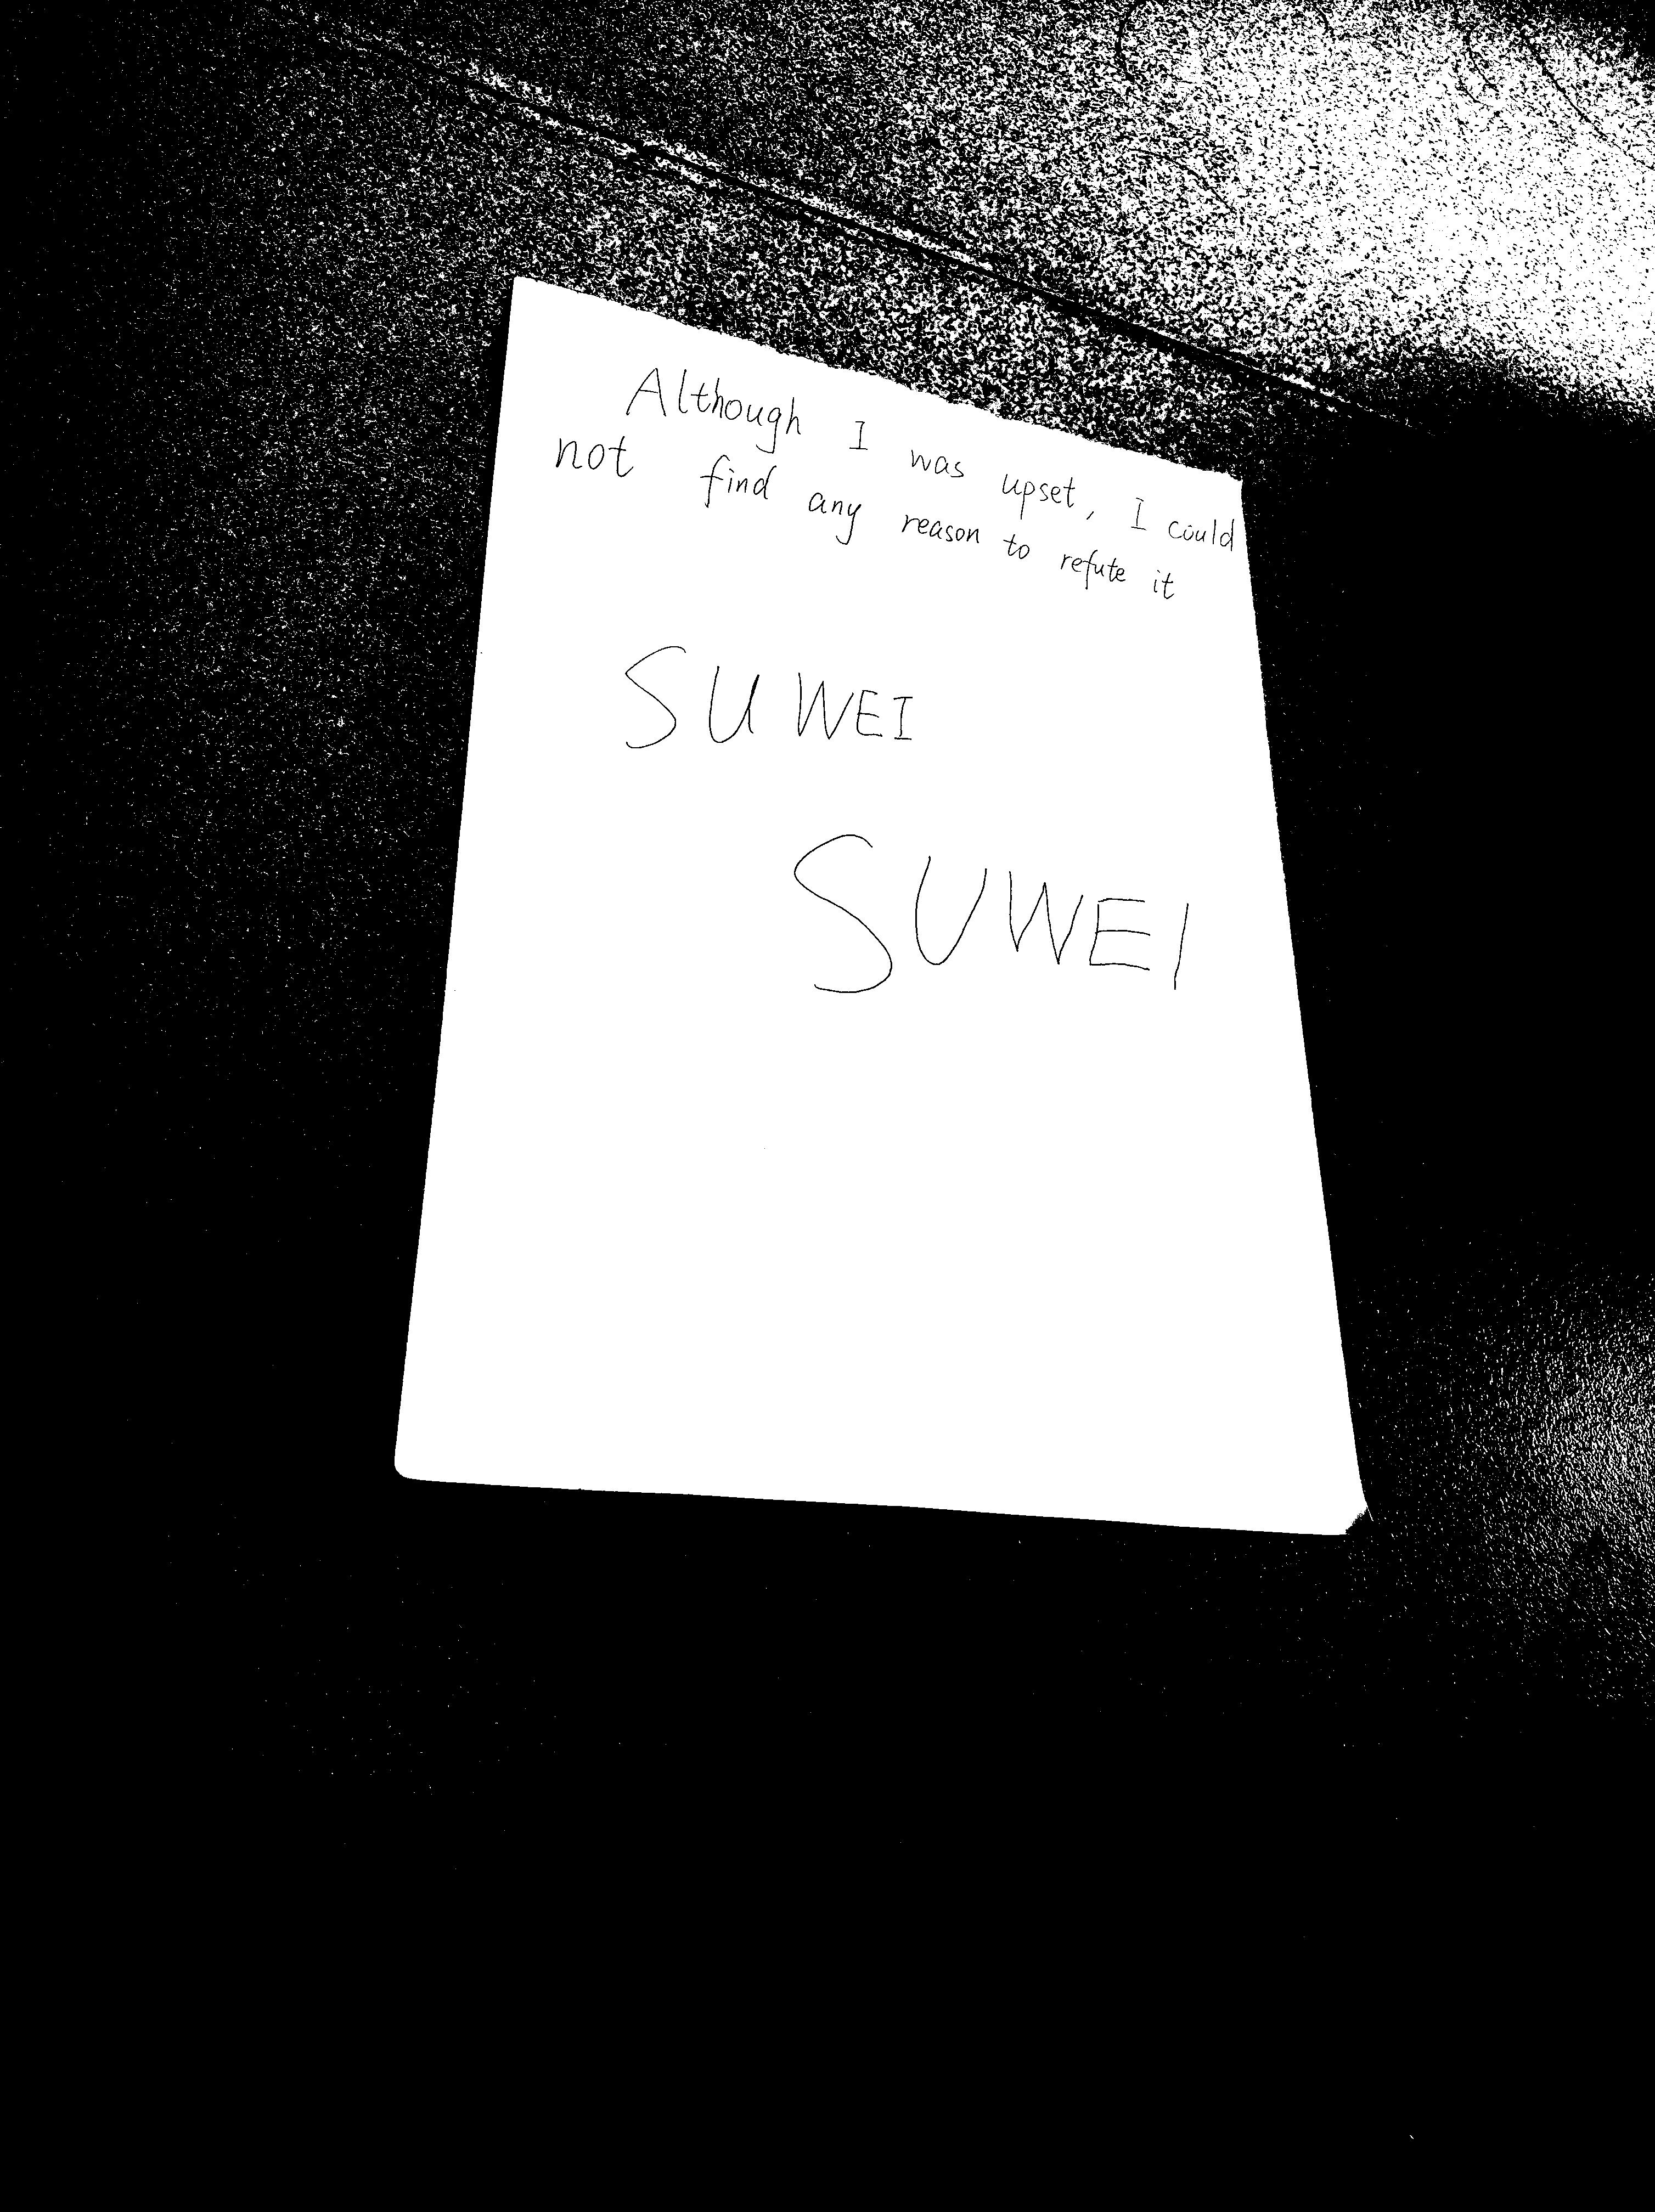 Although I was upset, I could
not find any reason to refute it
SUWEI
SUWEI